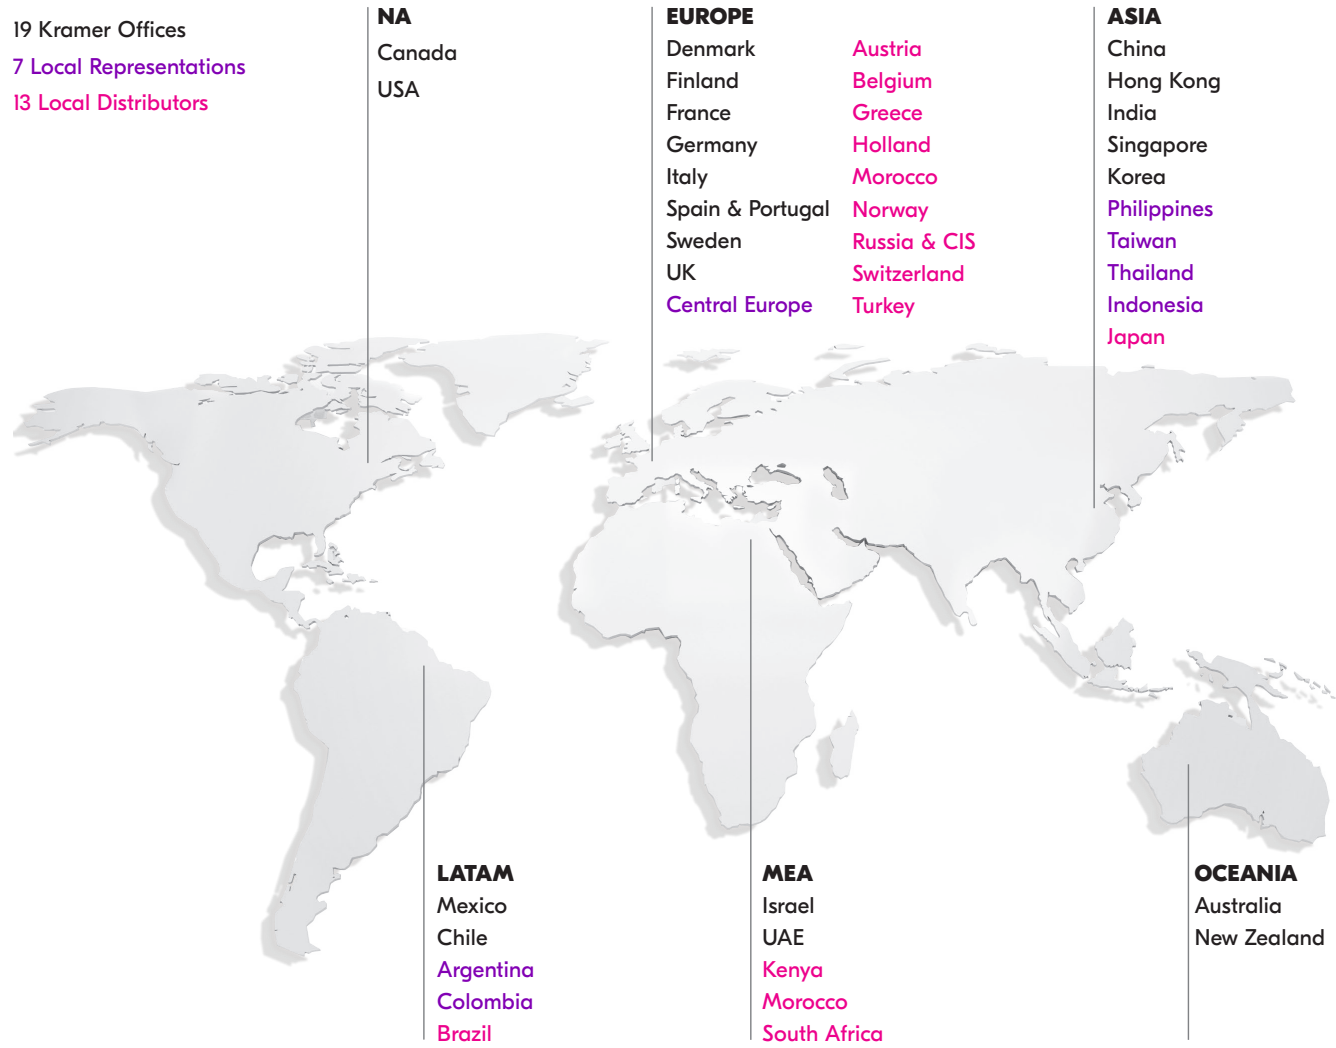 19 Kramer Offices
7 Local Representations
13 Local Distributors
NA
Canada
USA
EUROPE
Denmark
Finland
France
Germany
Italy
Spain & Portugal
Sweden
UK
Central Europe
Austria
Belgium
Greece
Holland
Morocco
Norway
Russia & CIS
Switzerland
Turkey
ASIA
China
Hong Kong
India
Singapore
Korea
Philippines
Taiwan
Thailand
Indonesia
Japan
LATAM
Mexico
Chile
Argentina
Colombia
Brazil
MEA
Israel
UAE
Kenya
Morocco
South Africa
OCEANIA
Australia
New Zealand